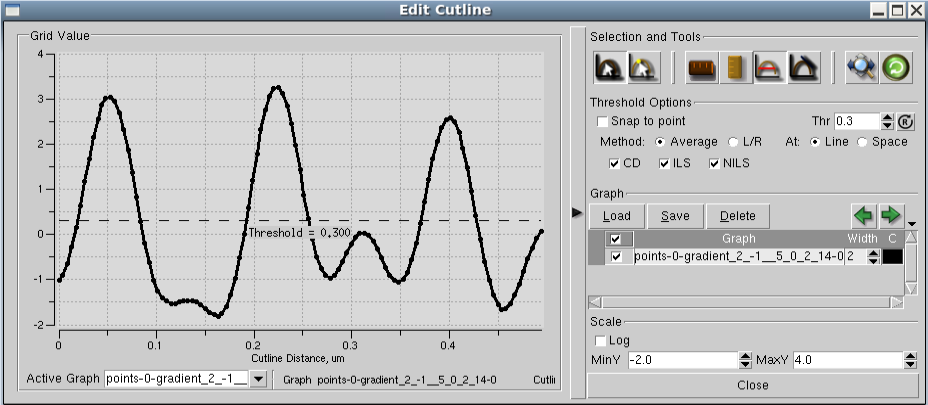 Edit Cutline
Grid Value
4
3
2
1
0
-1
-2
Threshold = 0.300
0
0.1
0.2
0.3
0.4
Cutline Distance, um
Active Graph points-0-gradient_2_-1__
Graph points-0-gradient_2_-1__5_0_2_14-0
Cutli
Selection and Tools
Threshold Options
Snap to point
Thr 0.3
R
Method: Average L/R At: Line Space
CD ILS NILS
Graph
Load Save Delete
Graph Width C
points-0-gradient_2_-1__5_0_2_14-0 2
Scale
Log
MinY -2.0 MaxY 4.0
Close